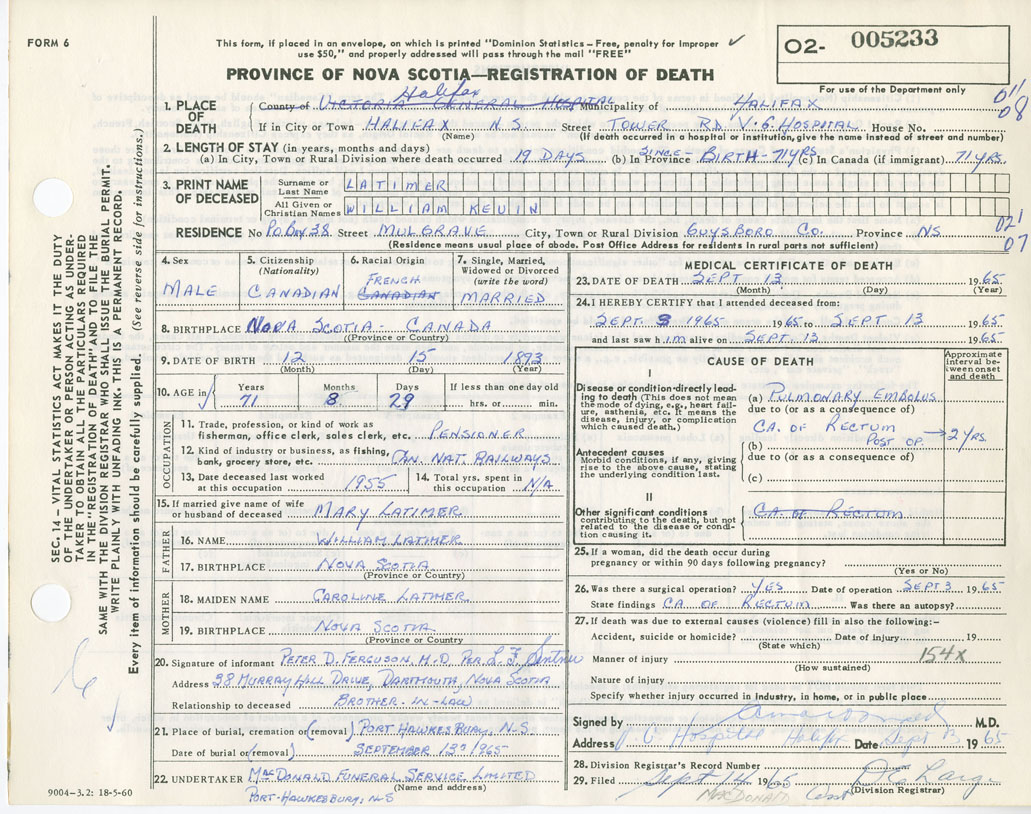 FORM 6
This form, if placed in an envelope, on which is printed "Dominion Statistics – Free, penalty for Improper
use $50," and properly addressed will pass through the mail "FREE"
O2- 005233
PROVINCE OF NOVA SCOTIA—REGISTRATION OF DEATH
For use of the Department only
011
08
1. PLACE OF DEATH
County of VICTORIA GENERAL HOSPITAL Halifax Municipality of HALIFAX
If in City or Town HALIFAX N.S. Street TOWER RD V.G. HOSPITAL House No.
(Name) (If death occurred in a hospital or institution, give the name instead of street and number)
2. LENGTH OF STAY (in years, months and days)
(a) In City, Town or Rural Division where death occurred 19 DAYS (b) In Province SINCE BIRTH - 71 YRS (c) In Canada (if immigrant) 71 YRS.
3. PRINT NAME OF DECEASED
Surname or Last Name LATIMER
All Given or Christian Names WILLIAM KEVIN
RESIDENCE No PO Box 38 Street MULGRAVE City, Town or Rural Division GUYSBORO CO. Province NS
(Residence means usual place of abode. Post Office Address for residents in rural parts not sufficient)
021
07
SEC. 14 – VITAL STATISTICS ACT MAKES IT THE DUTY
OF THE UNDERTAKER OR PERSON ACTING AS UNDER-
TAKER TO OBTAIN ALL THE PARTICULARS REQUIRED
IN THE "REGISTRATION OF DEATH" AND TO FILE THE
SAME WITH THE DIVISION REGISTRAR WHO SHALL ISSUE THE BURIAL PERMIT.
WRITE PLAINLY WITH UNFADING INK. THIS IS A PERMANENT RECORD.
Every item of information should be carefully supplied. (See reverse side for instructions.)
4. Sex MALE
5. Citizenship (Nationality) CANADIAN
6. Racial Origin FRENCH CANADIAN
7. Single, Married, Widowed or Divorced (write the word) MARRIED
8. BIRTHPLACE NOVA SCOTIA - CANADA
(Province or Country)
9. DATE OF BIRTH 12 15 1893
(Month) (Day) (Year)
10. AGE in Years 71 Months 8 Days 29 If less than one day old hrs. or min.
OCCUPATION
11. Trade, profession, or kind of work as
fisherman, office clerk, sales clerk, etc. PENSIONER
12. Kind of industry or business, as fishing,
bank, grocery store, etc. CAN. NAT. RAILWAYS
13. Date deceased last worked at this occupation 1955
14. Total yrs. spent in this occupation N/A
15. If married give name of wife
or husband of deceased MARY LATIMER
FATHER
16. NAME WILLIAM LATIMER
17. BIRTHPLACE NOVA SCOTIA
(Province or Country)
MOTHER
18. MAIDEN NAME CAROLINE LATIMER
19. BIRTHPLACE NOVA SCOTIA
(Province or Country)
20. Signature of informant PETER D. FERGUSON, M.D. PER L. F.
Address 38 MURRAY HILL DRIVE, DARTMOUTH, NOVA SCOTIA
Relationship to deceased BROTHER-IN-LAW
21. Place of burial, cremation or (removal) PORT HAWKESBURY, N.S.
Date of burial or (removal) SEPTEMBER 13th 1965
22. UNDERTAKER MACDONALD FUNERAL SERVICE LIMITED
(Name and address)
PORT-HAWKESBURY, N-S
9004–3.2: 18-5-60
MEDICAL CERTIFICATE OF DEATH
23. DATE OF DEATH SEPT. 13 1965
(Month) (Day) (Year)
24. I HEREBY CERTIFY that I attended deceased from:
SEPT. 3 1965 1965 to SEPT 13 1965
and last saw him alive on SEPT. 13 1965
CAUSE OF DEATH
Approximate interval between onset and death
I
Disease or condition directly lead-
ing to death (This does not mean
the mode of dying, e.g., heart fail-
ure, asthenia, etc. It means the
disease, injury, or complication
which caused death.)
(a) PULMONARY EMBOLUS
due to (or as a consequence of)
CA. OF RECTUM
(b) POST OP. → 2 YRS.
due to (or as a consequence of)
Antecedent causes
Morbid conditions, if any, giving
rise to the above cause, stating
the underlying condition last.
(c)
II
Other significant conditions
contributing to the death, but not
related to the disease or condi-
tion causing it.
CA OF RECTUM
25. If a woman, did the death occur during
pregnancy or within 90 days following pregnancy?
(Yes or No)
26. Was there a surgical operation? YES Date of operation SEPT 3 1965
State findings CA OF RECTUM Was there an autopsy?
27. If death was due to external causes (violence) fill in also the following:–
Accident, suicide or homicide? Date of injury 19
(State which)
Manner of injury 154X
(How sustained)
Nature of injury
Specify whether injury occurred in industry, in home, or in public place
Signed by M.D.
Address V G Hospital Halifax Date Sept 13 1965
28. Division Registrar's Record Number
29. Filed Sept 14 1965
(Division Registrar)
MACDONALD